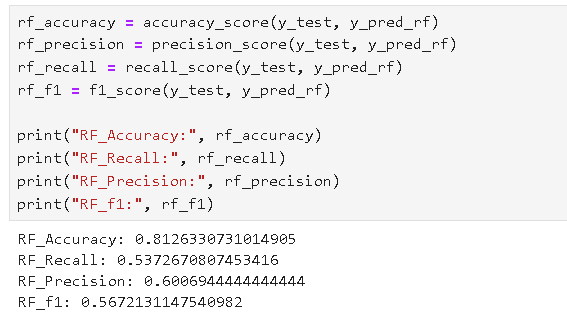 rf_accuracy = accuracy_score(y_test, y_pred_rf)
rf_precision = precision_score(y_test, y_pred_rf)
rf_recall = recall_score(y_test, y_pred_rf)
rf_f1 = f1_score(y_test, y_pred_rf)
print("RF_Accuracy:", rf_accuracy)
print("RF_Recall:", rf_recall)
print("RF_Precision:", rf_precision)
print("RF_f1:", rf_f1)
RF_Accuracy: 0.8126330731014905
RF_Recall: 0.5372670807453416
RF_Precision: 0.6006944444444444
RF_f1: 0.5672131147540982